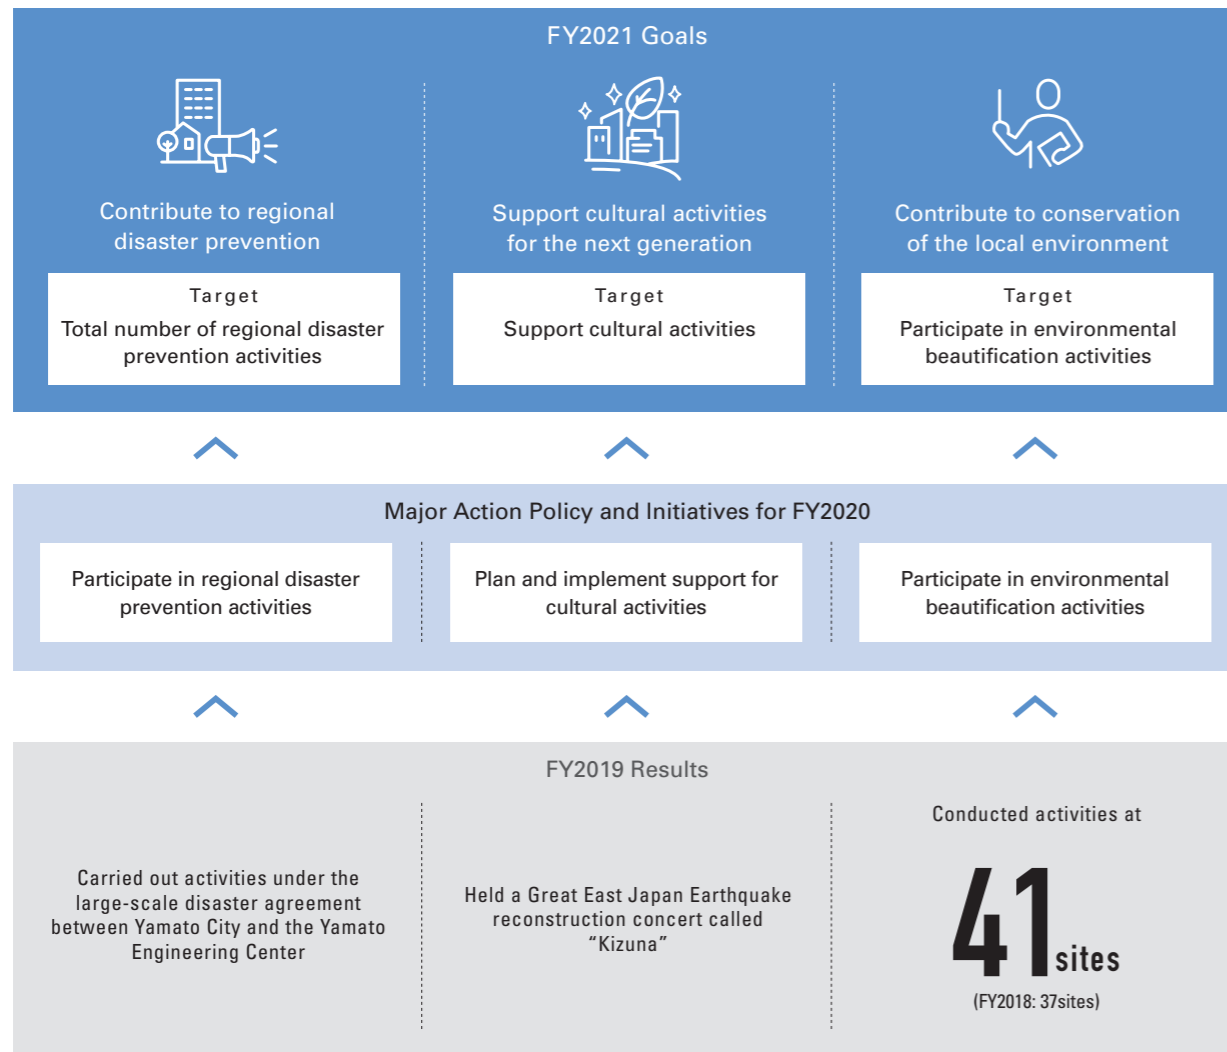 FY2021 Goals
Contribute to regional
disaster prevention
Target
Total number of regional disaster
prevention activities
Support cultural activities
for the next generation
Target
Support cultural activities
Contribute to conservation
of the local environment
Target
Participate in environmental
beautification activities
Major Action Policy and Initiatives for FY2020
Participate in regional disaster
prevention activities
Plan and implement support for
cultural activities
Participate in environmental
beautification activities
FY2019 Results
Carried out activities under the
large-scale disaster agreement
between Yamato City and the Yamato
Engineering Center
Held a Great East Japan Earthquake
reconstruction concert called
“Kizuna”
Conducted activities at
41 sites
(FY2018: 37sites)